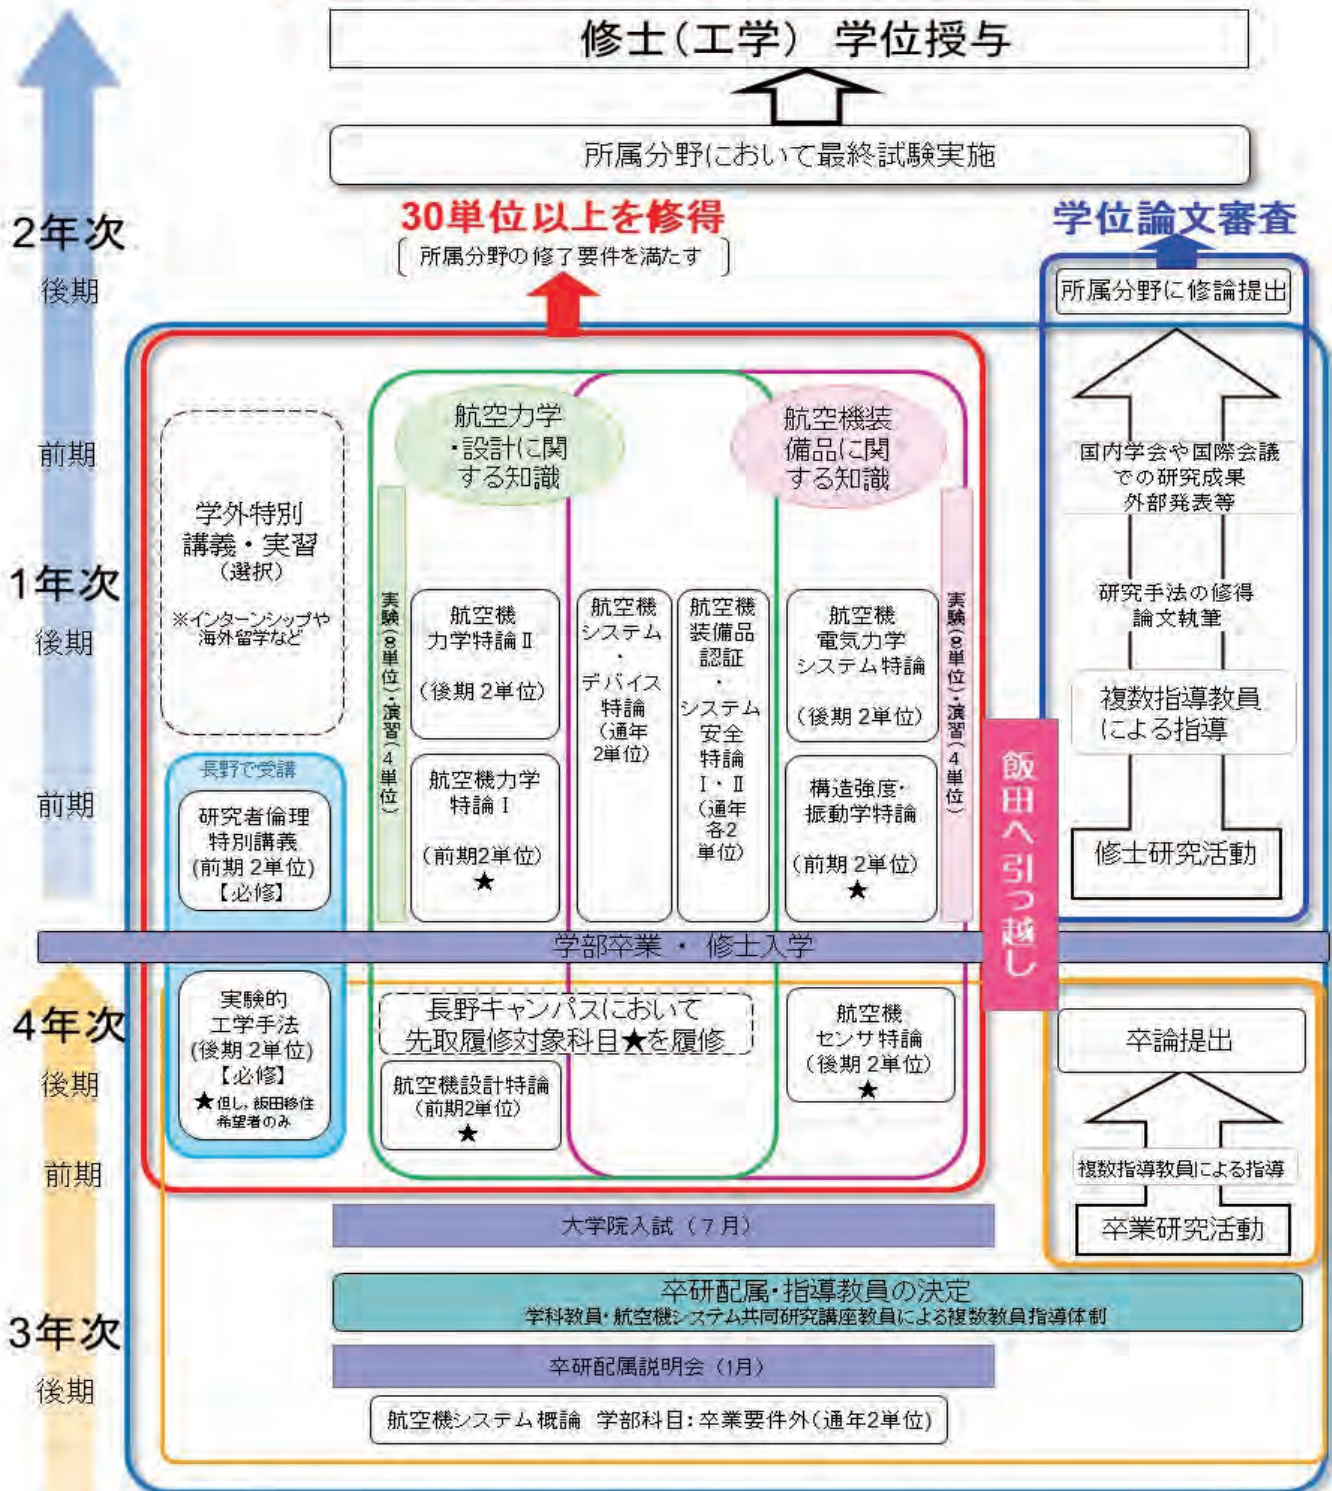 修士(工学) 学位授与
所属分野において最終試験実施
30単位以上を修得
所属分野の修了要件を満たす
学位論文審査
2年次
後期
所属分野に修論提出
前期
航空力学
・設計に関
する知識
航空機装
備品に関
する知識
国内学会や国際会議
での研究成果
外部発表等
学外特別
講義・実習
(選択)
※インターンシップや
海外留学など
1年次
後期
実験(8単位)・演習(4単位)
航空機
力学特論Ⅱ
(後期2単位)
航空機
システム
・
デバイス
特論
(通年
2単位)
航空機
装備品
認証
・
システム
安全
特論
Ⅰ・Ⅱ
(通年
各2
単位)
航空機
電気力学
システム特論
(後期2単位)
実験(8単位)・演習(4単位)
研究手法の修得
論文執筆
複数指導教員
による指導
前期
長野で受講
研究者倫理
特別講義
(前期2単位)
【必修】
航空機力学
特論Ⅰ
(前期2単位)
★
構造強度・
振動学特論
(前期2単位)
★
飯田へ引っ越し
修士研究活動
学部卒業 ・ 修士入学
4年次
後期
実験的
工学手法
(後期2単位)
【必修】
★但し,飯田移住
希望者のみ
長野キャンパスにおいて
先取履修対象科目★を履修
航空機設計特論
(前期2単位)
★
航空機
センサ特論
(後期2単位)
★
卒論提出
前期
複数指導教員による指導
卒業研究活動
大学院入試(7月)
卒研配属・指導教員の決定
学科教員・航空機システム共同研究講座教員による複数教員指導体制
3年次
後期
卒研配属説明会(1月)
航空機システム概論 学部科目:卒業要件外(通年2単位)